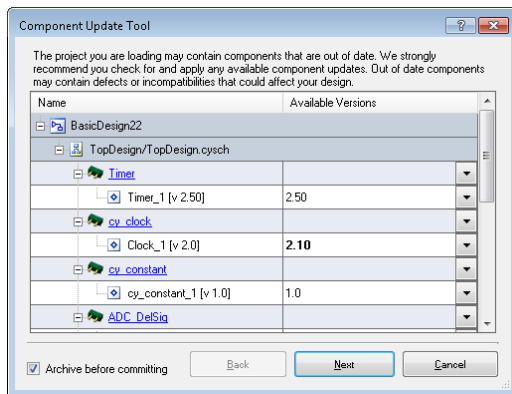 Component Update Tool
The project you are loading may contain components that are out of date. We strongly
recommend you check for and apply any available component updates. Out of date components
may contain defects or incompatibilities that could affect your design.
Name Available Versions
BasicDesign22
TopDesign/TopDesign.cysch
Timer
Timer_1 [v 2.50] 2.50
cy_clock
Clock_1 [v 2.0] 2.10
cy_constant
cy_constant_1 [v 1.0] 1.0
ADC_DelSig
Archive before committing Back Next Cancel